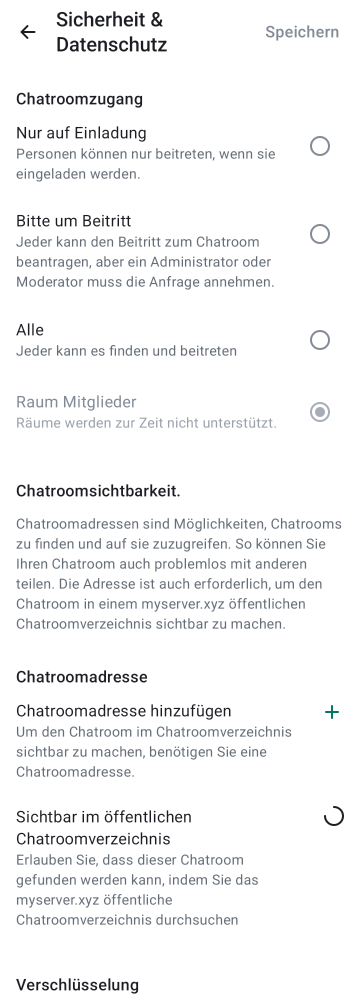 Sicherheit &
Datenschutz
Speichern
Chatroomzugang
Nur auf Einladung
Personen können nur beitreten, wenn sie
eingeladen werden.
Bitte um Beitritt
Jeder kann den Beitritt zum Chatroom
beantragen, aber ein Administrator oder
Moderator muss die Anfrage annehmen.
Alle
Jeder kann es finden und beitreten
Raum Mitglieder
Räume werden zur Zeit nicht unterstützt.
Chatroomsichtbarkeit.
Chatroomadressen sind Möglichkeiten, Chatrooms
zu finden und auf sie zuzugreifen. So können Sie
Ihren Chatroom auch problemlos mit anderen
teilen. Die Adresse ist auch erforderlich, um den
Chatroom in einem myserver.xyz öffentlichen
Chatroomverzeichnis sichtbar zu machen.
Chatroomadresse
Chatroomadresse hinzufügen
Um den Chatroom im Chatroomverzeichnis
sichtbar zu machen, benötigen Sie eine
Chatroomadresse.
Sichtbar im öffentlichen
Chatroomverzeichnis
Erlauben Sie, dass dieser Chatroom
gefunden werden kann, indem Sie das
myserver.xyz öffentliche
Chatroomverzeichnis durchsuchen
Verschlüsselung